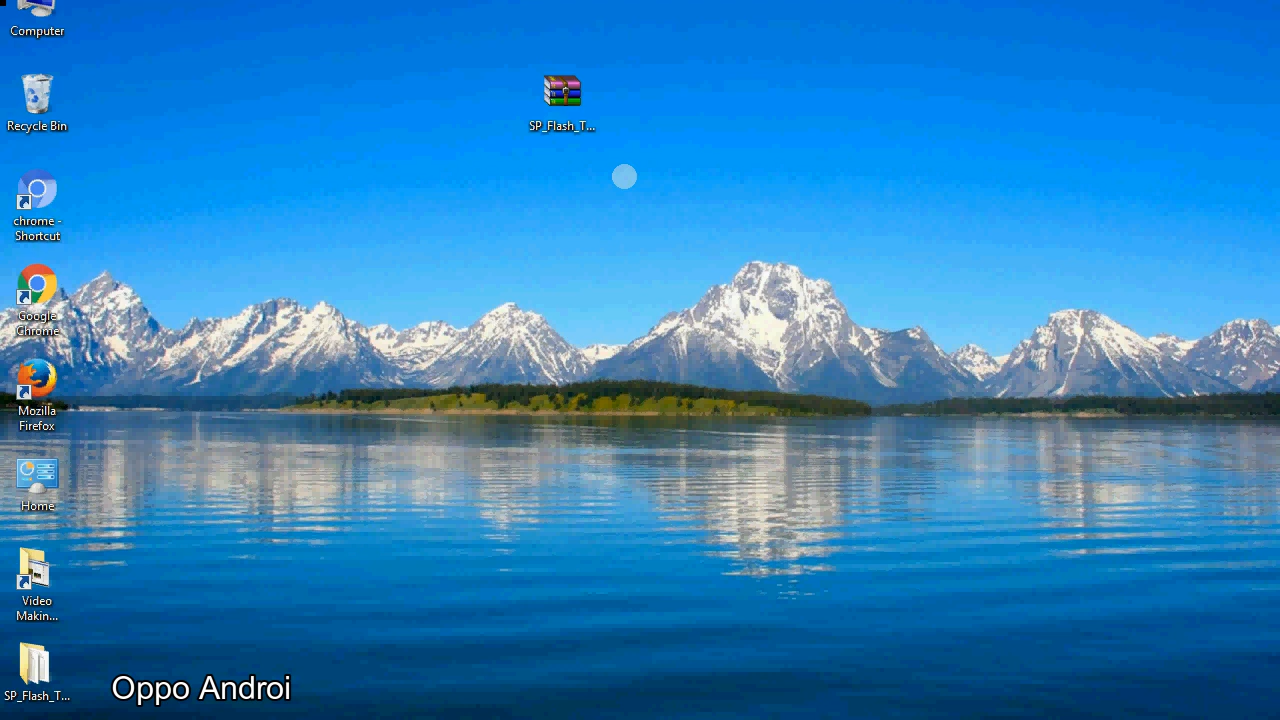 Computer
Recycle Bin
chrome -
Shortcut
Google
Chrome
Mozilla
Firefox
Home
Video
Makin...
SP_Flash_T...
SP_Flash_T...
Oppo Androi